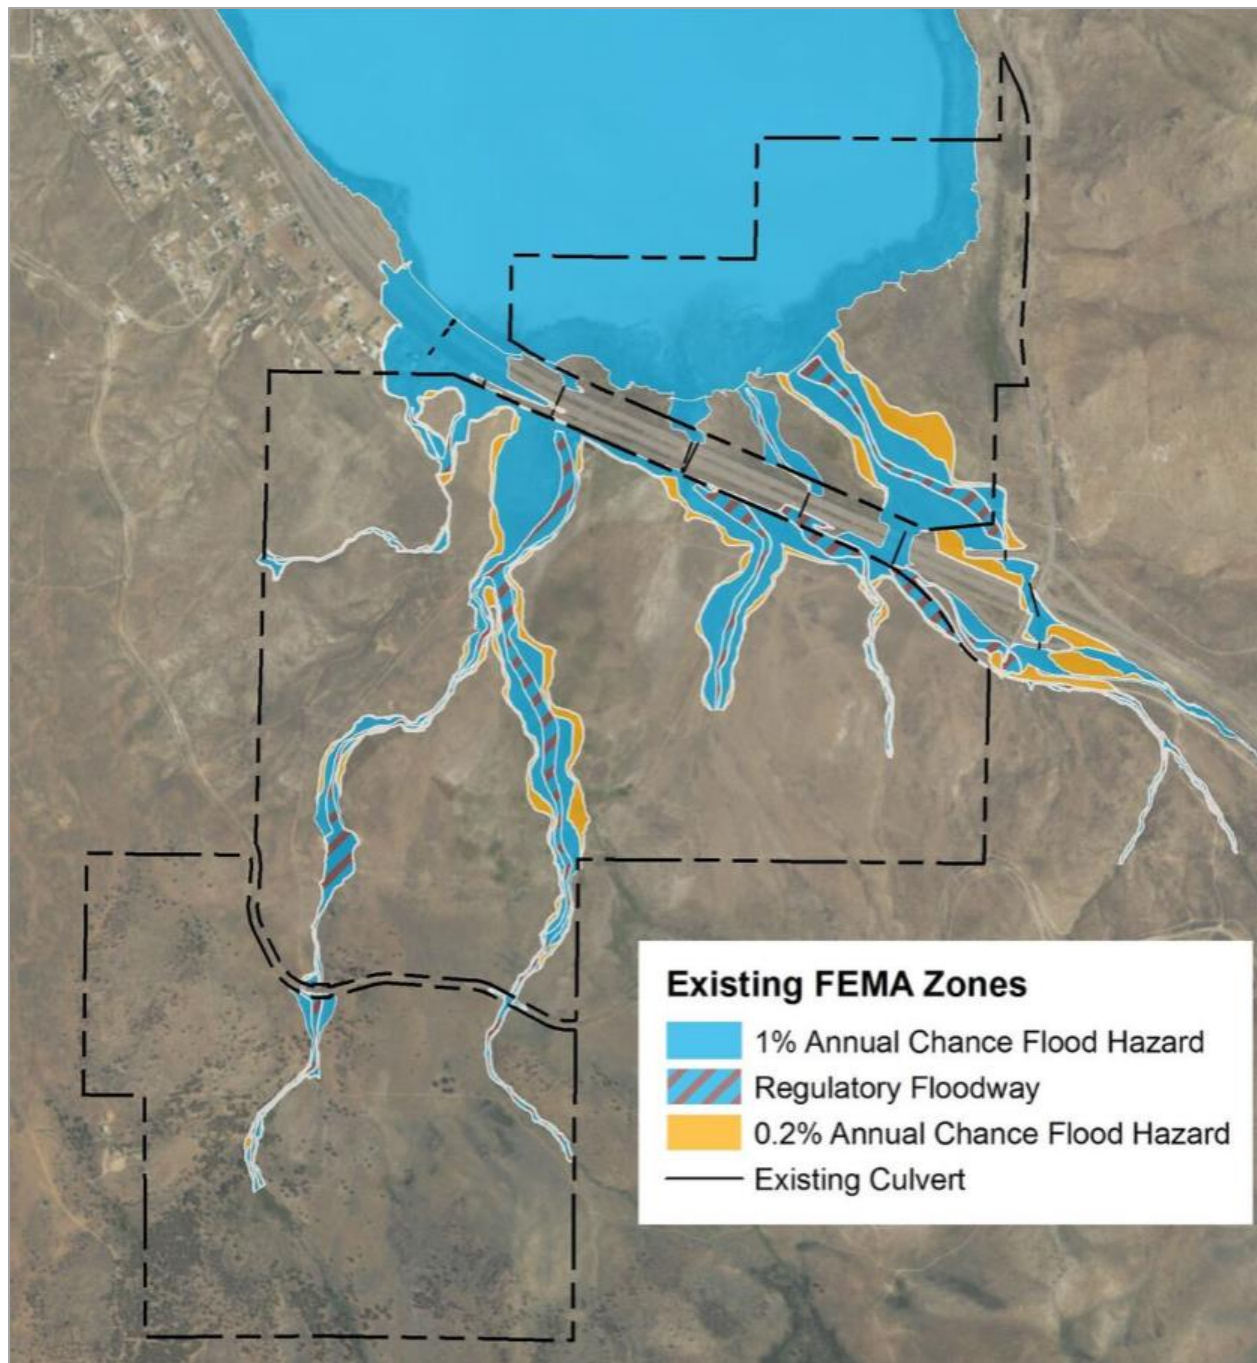 Existing FEMA Zones
1% Annual Chance Flood Hazard
Regulatory Floodway
0.2% Annual Chance Flood Hazard
Existing Culvert